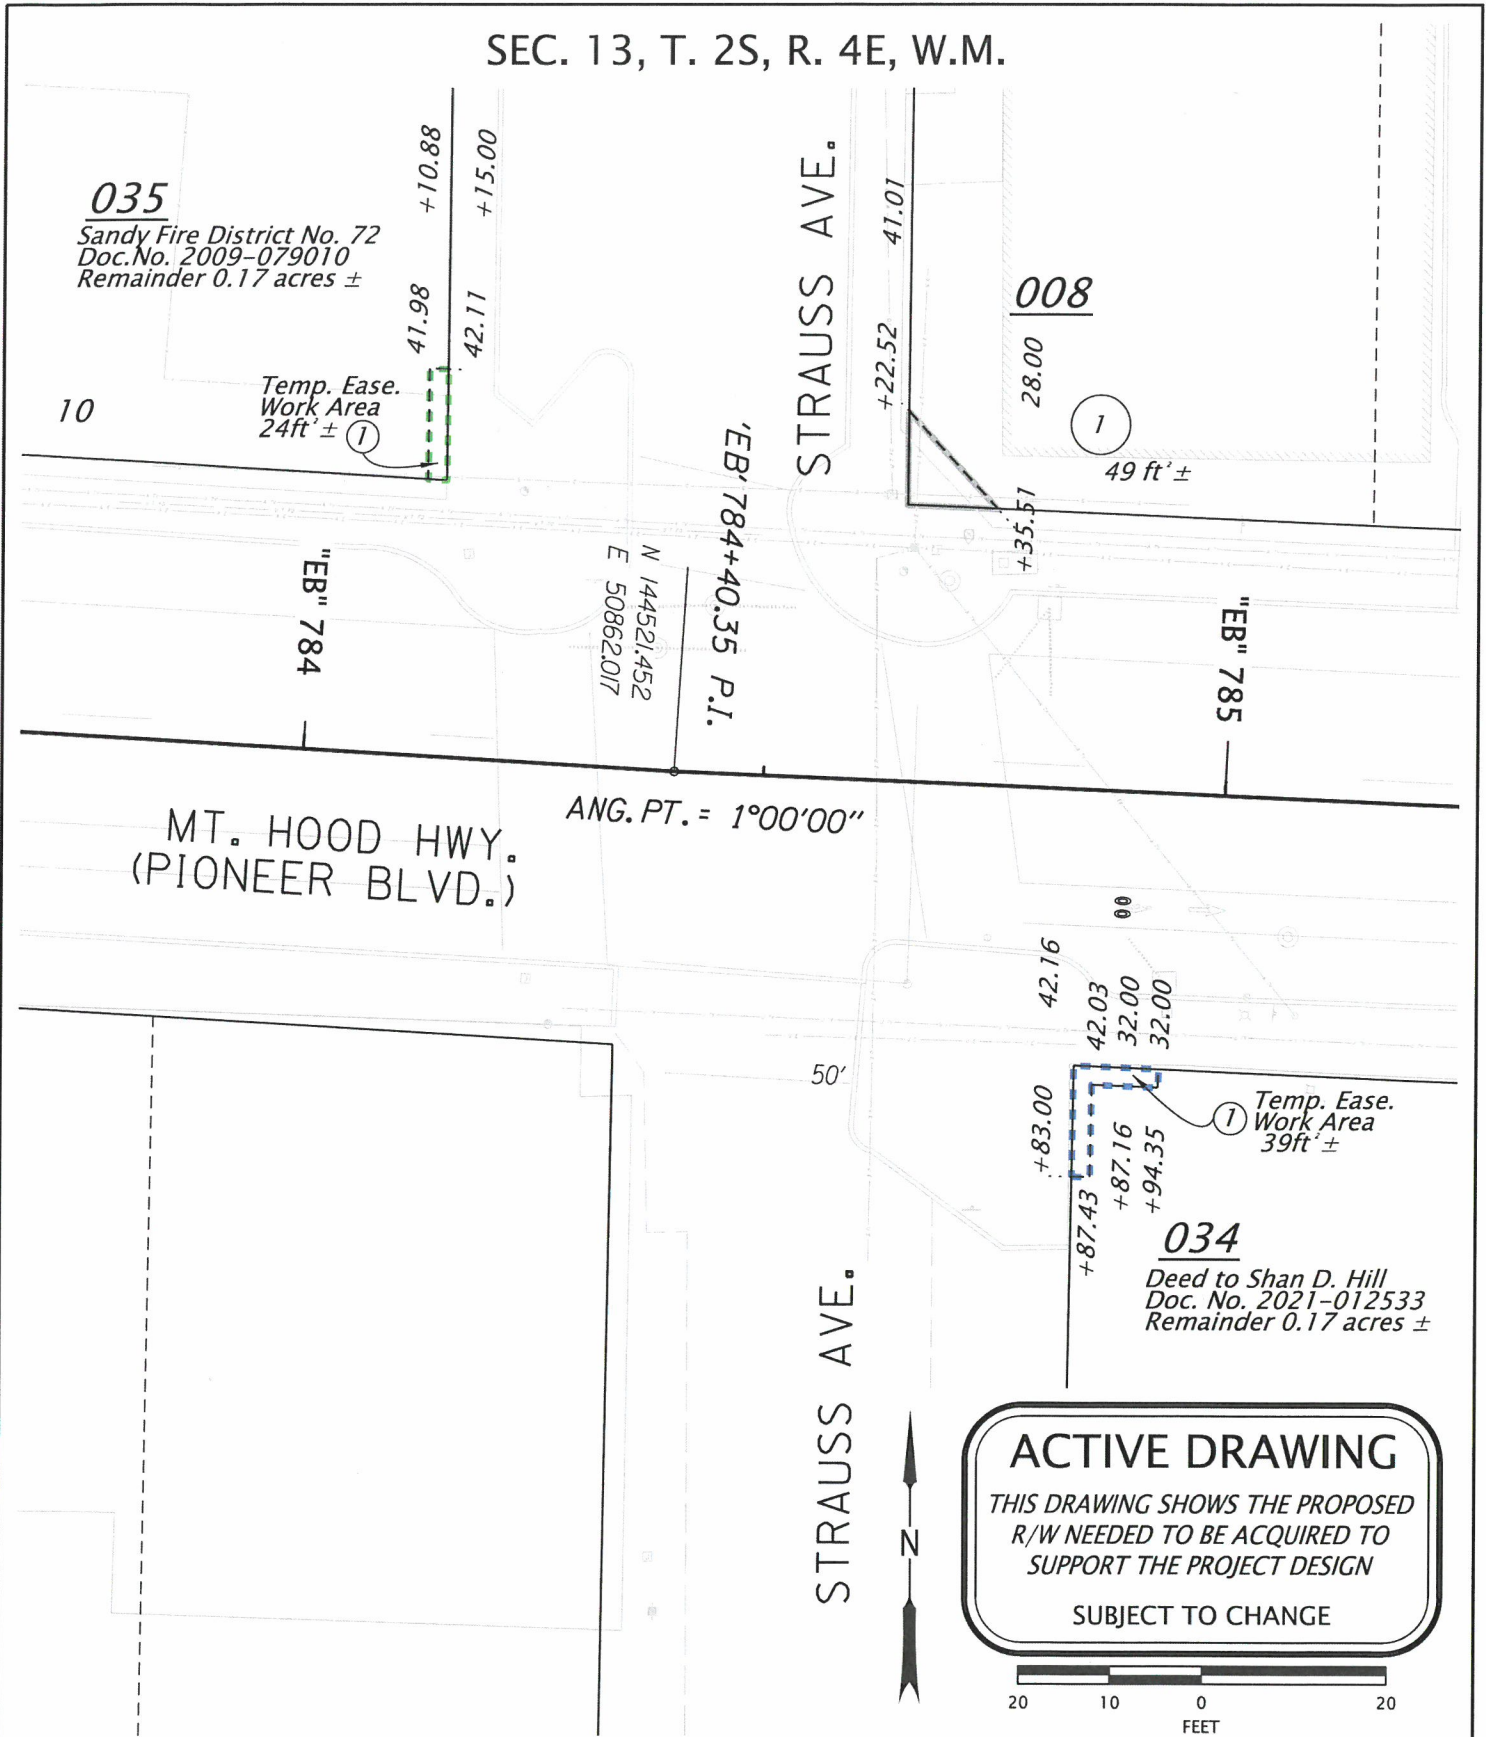 SEC. 13, T. 2S, R. 4E, W.M.
035
Sandy Fire District No. 72
Doc.No. 2009-079010
Remainder 0.17 acres ±
+10.88
+15.00
41.98
42.11
Temp. Ease.
Work Area
24ft² ±
1
10
STRAUSS AVE.
41.01
+22.52
008
28.00
1
49 ft² ±
+35.51
'EB' 784+40.35 P.I.
N 144521.452
E 50862.017
"EB" 784
"EB" 785
ANG. PT. = 1°00'00"
MT. HOOD HWY.
(PIONEER BLVD.)
42.16
42.03
32.00
32.00
50'
+83.00
+87.43
+87.16
+94.35
1
Temp. Ease.
Work Area
39ft² ±
034
Deed to Shan D. Hill
Doc. No. 2021-012533
Remainder 0.17 acres ±
STRAUSS AVE.
N
ACTIVE DRAWING
THIS DRAWING SHOWS THE PROPOSED
R/W NEEDED TO BE ACQUIRED TO
SUPPORT THE PROJECT DESIGN
SUBJECT TO CHANGE
20 10 0 20
FEET